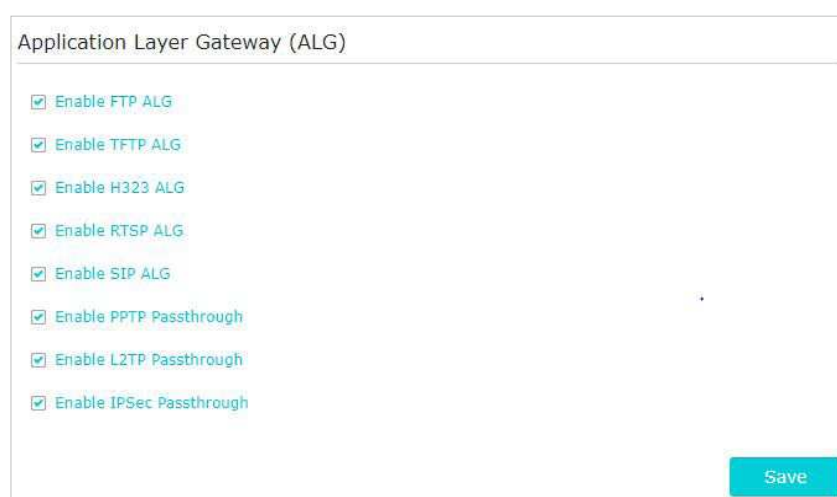 Application Layer Gateway (ALG)
Enable FTP ALG
Enable TFTP ALG
Enable H323 ALG
Enable RTSP ALG
Enable SIP ALG
Enable PPTP Passthrough
Enable L2TP Passthrough
Enable IPSec Passthrough
Save